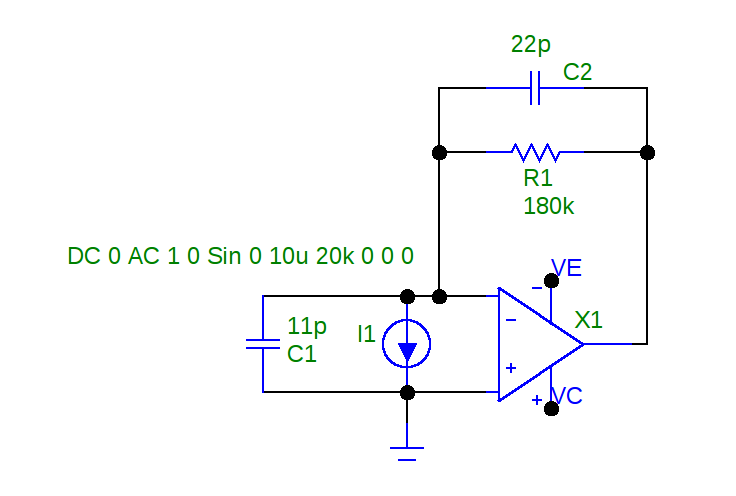 22p
C2
R1
180k
DC 0 AC 1 0 Sin 0 10u 20k 0 0 0
VE
−
11p
C1
I1
−
X1
+
VC
+